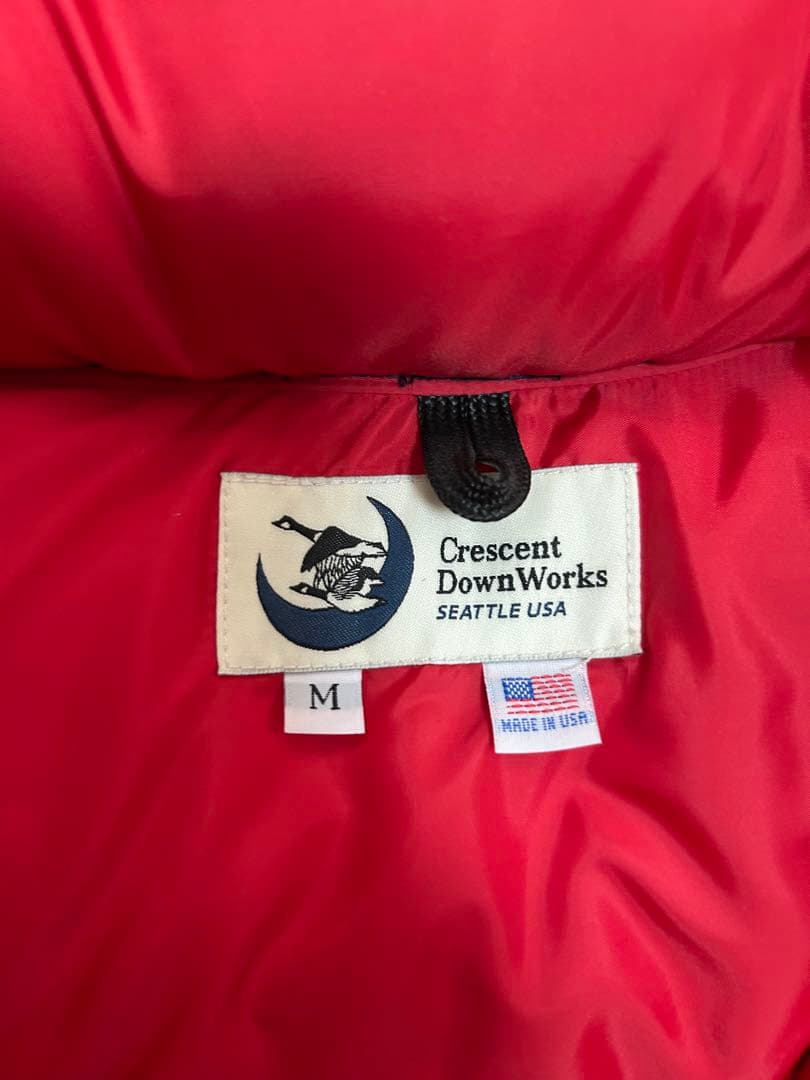 Crescent
DownWorks
SEATTLE USA
M
MADE IN USA